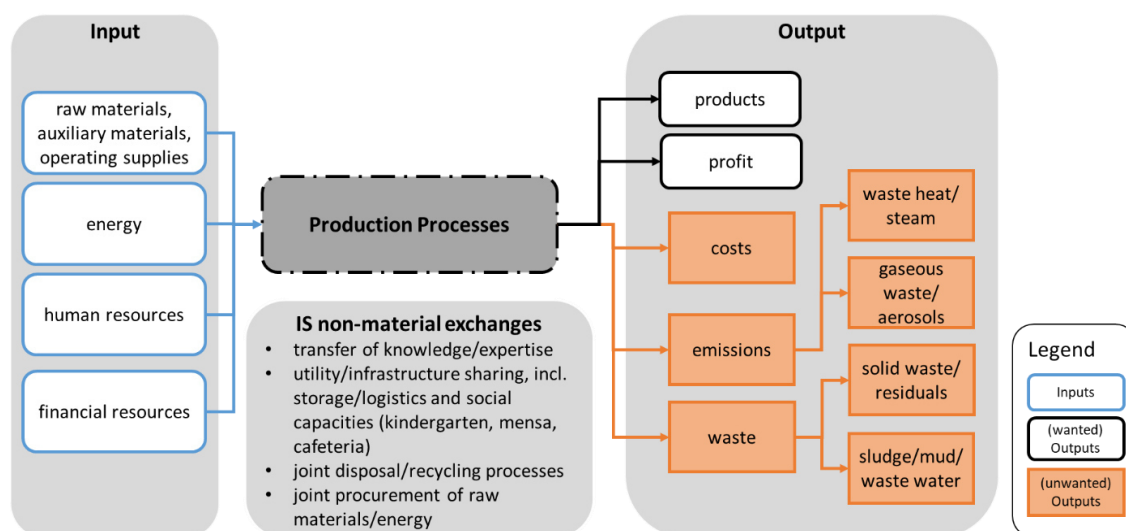 Input
raw materials,
auxiliary materials,
operating supplies
energy
human resources
financial resources
Production Processes
IS non-material exchanges
• transfer of knowledge/expertise
• utility/infrastructure sharing, incl.
storage/logistics and social
capacities (kindergarten, mensa,
cafeteria)
• joint disposal/recycling processes
• joint procurement of raw
materials/energy
Output
products
profit
costs
emissions
waste
waste heat/
steam
gaseous
waste/
aerosols
solid waste/
residuals
sludge/mud/
waste water
Legend
Inputs
(wanted)
Outputs
(unwanted)
Outputs